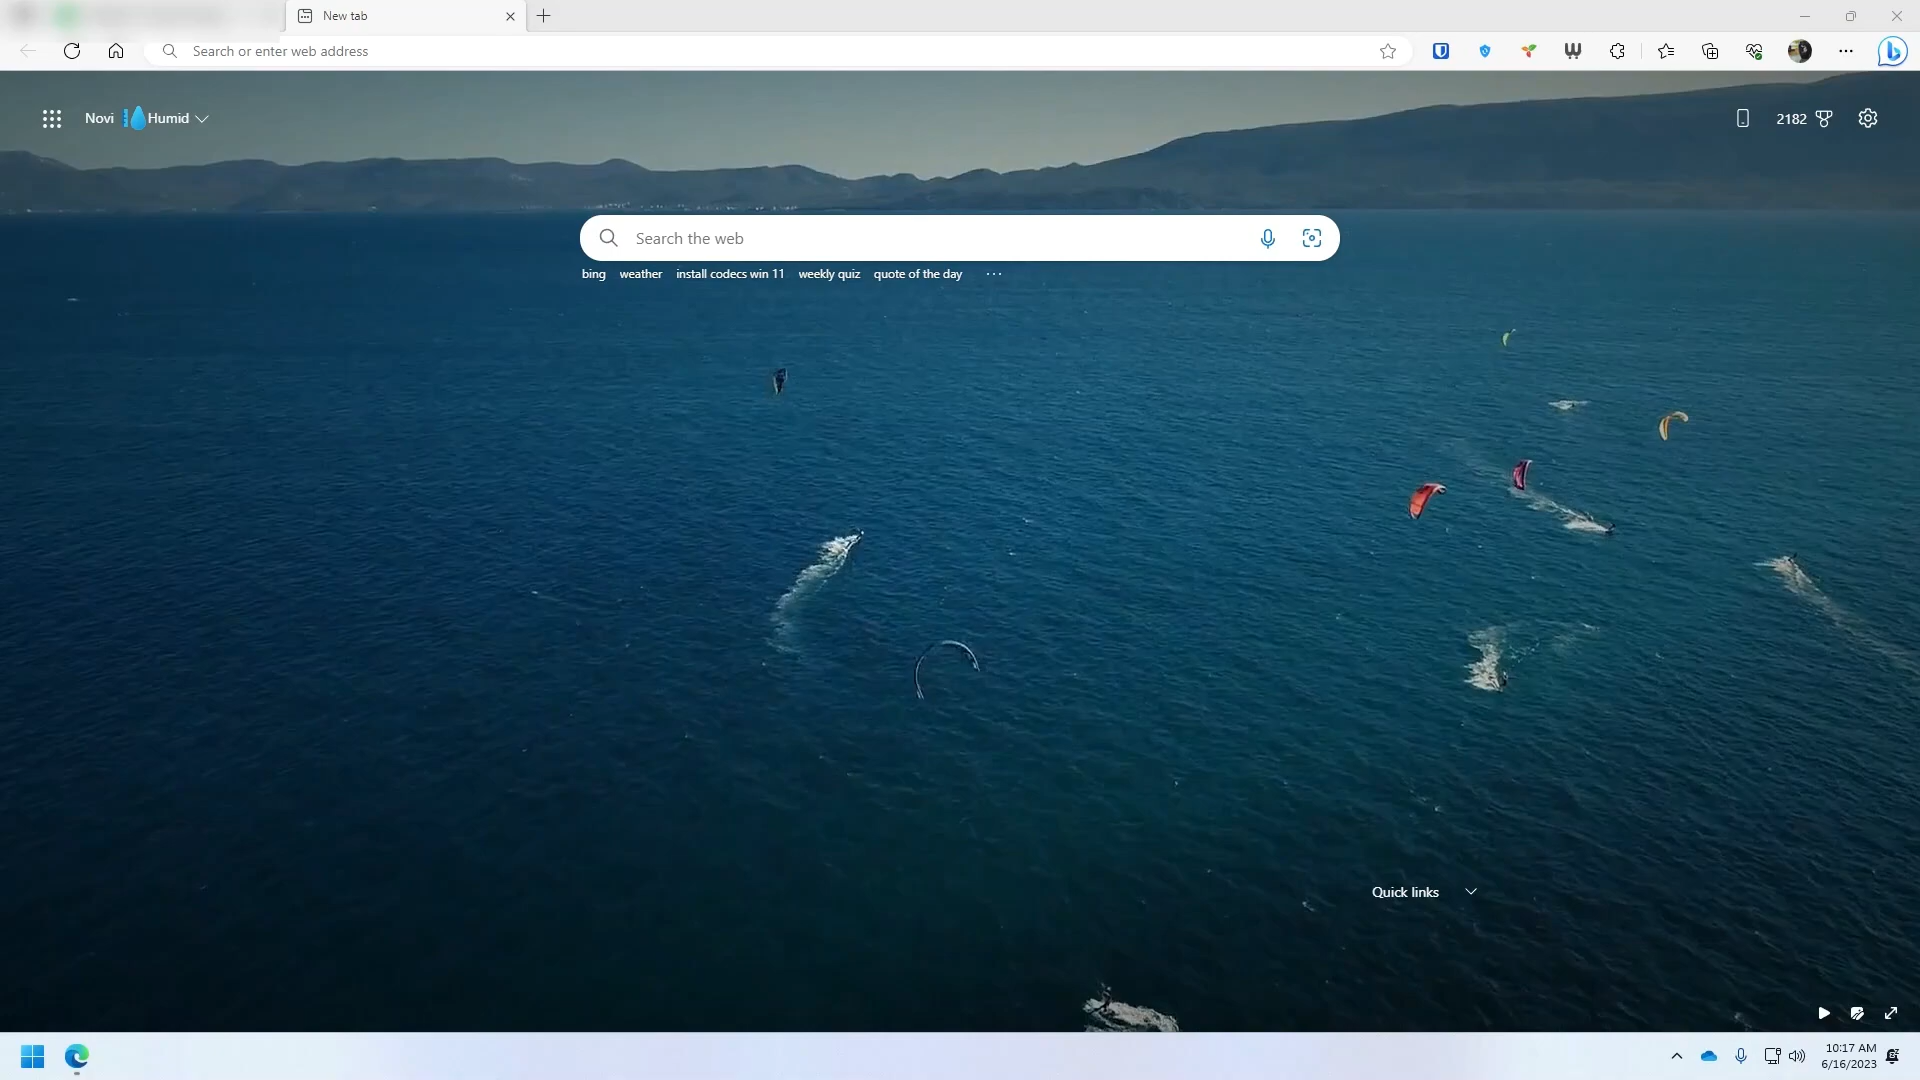 New tab
Search or enter web address
Novi Humid
2182
Search the web
bing weather install codecs win 11 weekly quiz quote of the day ...
Quick links
10:17 AM
6/16/2023